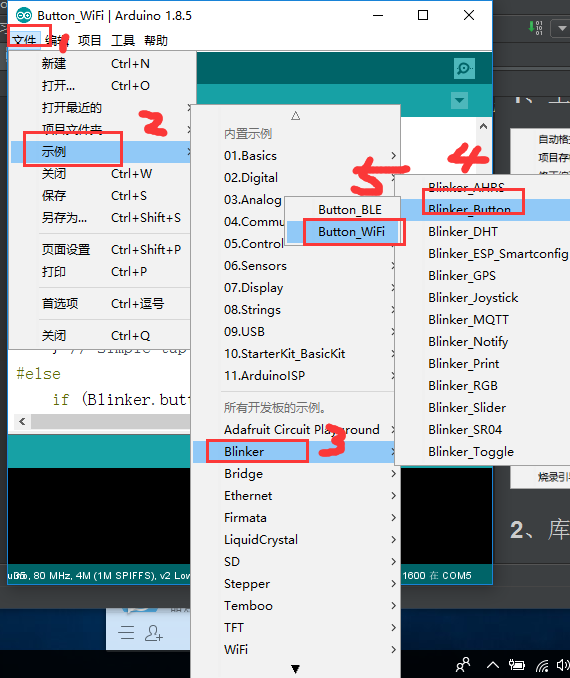 Button_WiFi | Arduino 1.8.5
文件 编辑 项目 工具 帮助
1
新建 Ctrl+N
打开... Ctrl+O
打开最近的
项目文件夹
2
示例
关闭 Ctrl+W
保存 Ctrl+S
另存为... Ctrl+Shift+S
页面设置 Ctrl+Shift+P
打印 Ctrl+P
首选项 Ctrl+逗号
关闭 Ctrl+Q
内置示例
01.Basics
02.Digital
03.Analog
04.Commu
05.Control
06.Sensors
07.Display
08.Strings
09.USB
10.StarterKit_BasicKit
11.ArduinoISP
所有开发板的示例。
Adafruit Circuit Playground
Blinker
3
Bridge
Ethernet
Firmata
LiquidCrystal
SD
Stepper
Temboo
TFT
WiFi
4
Blinker_AHRS
Blinker_Button
Blinker_DHT
Blinker_ESP_Smartconfig
Blinker_GPS
Blinker_Joystick
Blinker_MQTT
Blinker_Notify
Blinker_Print
Blinker_RGB
Blinker_Slider
Blinker_SR04
Blinker_Toggle
5
Button_BLE
Button_WiFi
#else
if (Blinker.but
80 MHz, 4M (1M SPIFFS), v2 Low
1600 在 COM5
自动格
项目存
烧录引
2、库